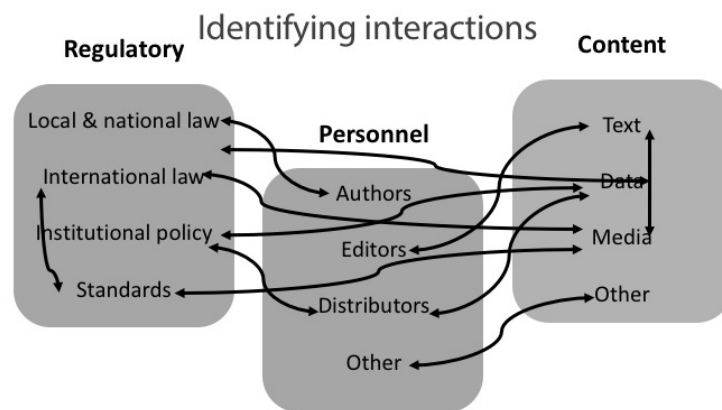 Identifying interactions
Regulatory
Local & national law
International law
Institutional policy
Standards
Personnel
Authors
Editors
Distributors
Other
Content
Text
Data
Media
Other